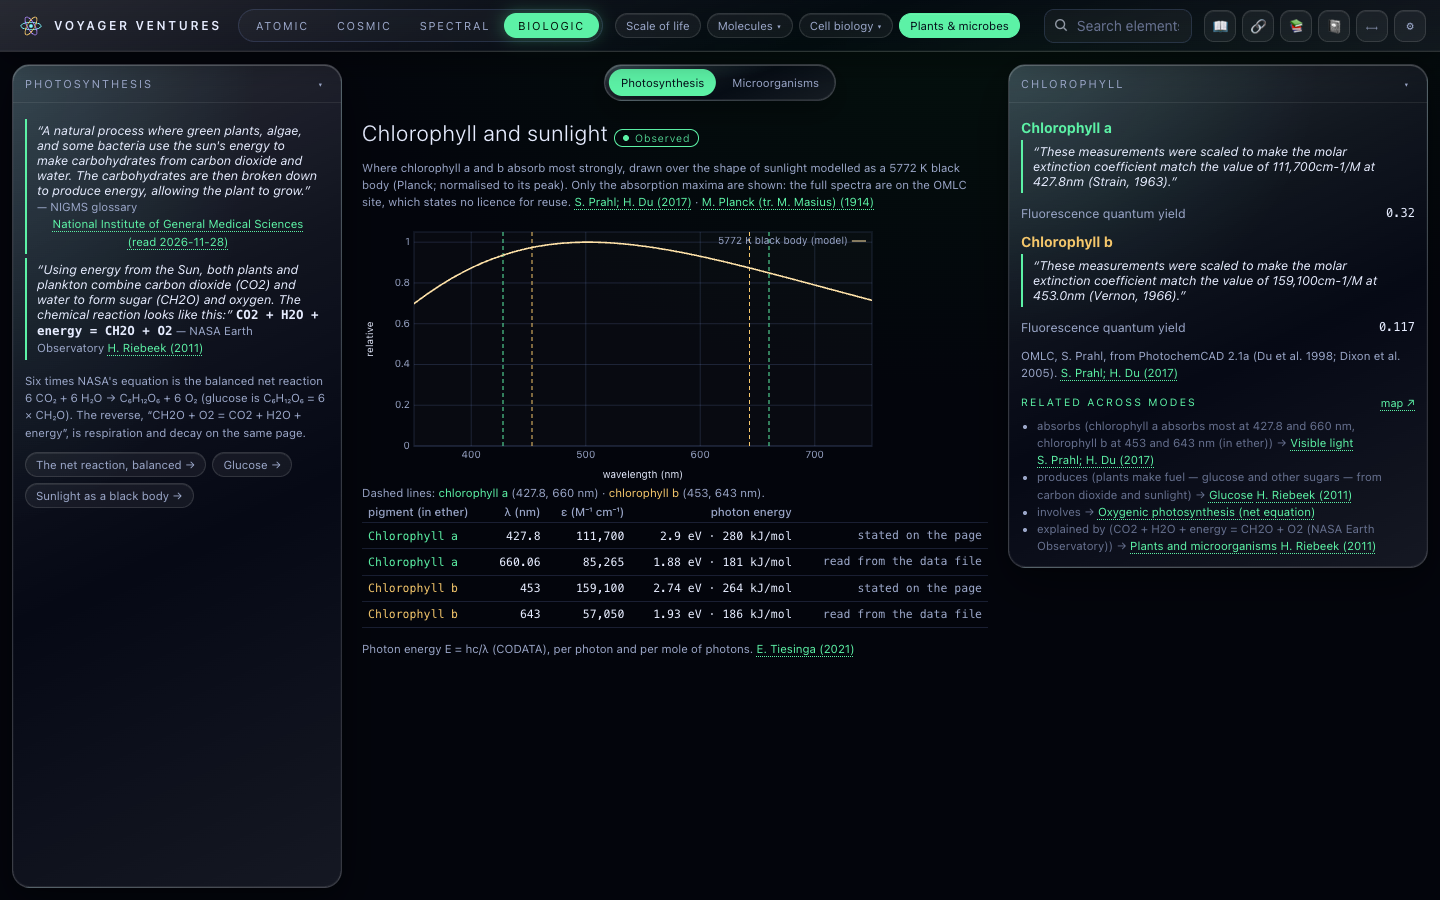 VOYAGER VENTURES
ATOMIC
COSMIC
SPECTRAL
BIOLOGIC
Scale of life
Molecules
Cell biology
Plants & microbes
Search element
PHOTOSYNTHESIS
“A natural process where green plants, algae,
and some bacteria use the sun's energy to
make carbohydrates from carbon dioxide and
water. The carbohydrates are then broken down
to produce energy, allowing the plant to grow.”
— NIGMS glossary
National Institute of General Medical Sciences
(read 2026-11-28)
“Using energy from the Sun, both plants and
plankton combine carbon dioxide (CO2) and
water to form sugar (CH2O) and oxygen. The
chemical reaction looks like this:” CO2 + H2O +
energy = CH2O + O2 — NASA Earth
Observatory H. Riebeek (2011)
Six times NASA's equation is the balanced net reaction
6 CO₂ + 6 H₂O → C₆H₁₂O₆ + 6 O₂ (glucose is C₆H₁₂O₆ = 6
× CH₂O). The reverse, “CH2O + O2 = CO2 + H2O +
energy”, is respiration and decay on the same page.
The net reaction, balanced →
Glucose →
Sunlight as a black body →
Photosynthesis
Microorganisms
Chlorophyll and sunlight
Observed
Where chlorophyll a and b absorb most strongly, drawn over the shape of sunlight modelled as a 5772 K black
body (Planck; normalised to its peak). Only the absorption maxima are shown: the full spectra are on the OMLC
site, which states no licence for reuse. S. Prahl; H. Du (2017) · M. Planck (tr. M. Masius) (1914)
5772 K black body (model)
1
0.8
0.6
0.4
0.2
0
relative
400
500
600
700
wavelength (nm)
Dashed lines: chlorophyll a (427.8, 660 nm) · chlorophyll b (453, 643 nm).
pigment (in ether) λ (nm) ε (M⁻¹ cm⁻¹) photon energy
Chlorophyll a 427.8 111,700 2.9 eV · 280 kJ/mol stated on the page
Chlorophyll a 660.06 85,265 1.88 eV · 181 kJ/mol read from the data file
Chlorophyll b 453 159,100 2.74 eV · 264 kJ/mol stated on the page
Chlorophyll b 643 57,050 1.93 eV · 186 kJ/mol read from the data file
Photon energy E = hc/λ (CODATA), per photon and per mole of photons. E. Tiesinga (2021)
CHLOROPHYLL
Chlorophyll a
“These measurements were scaled to make the molar
extinction coefficient match the value of 111,700cm-1/M at
427.8nm (Strain, 1963).”
Fluorescence quantum yield 0.32
Chlorophyll b
“These measurements were scaled to make the molar
extinction coefficient match the value of 159,100cm-1/M at
453.0nm (Vernon, 1966).”
Fluorescence quantum yield 0.117
OMLC, S. Prahl, from PhotochemCAD 2.1a (Du et al. 1998; Dixon et al.
2005). S. Prahl; H. Du (2017)
RELATED ACROSS MODES
map ↗
absorbs (chlorophyll a absorbs most at 427.8 and 660 nm,
chlorophyll b at 453 and 643 nm (in ether)) → Visible light
S. Prahl; H. Du (2017)
produces (plants make fuel — glucose and other sugars — from
carbon dioxide and sunlight) → Glucose H. Riebeek (2011)
involves → Oxygenic photosynthesis (net equation)
explained by (CO2 + H2O + energy = CH2O + O2 (NASA Earth
Observatory)) → Plants and microorganisms H. Riebeek (2011)